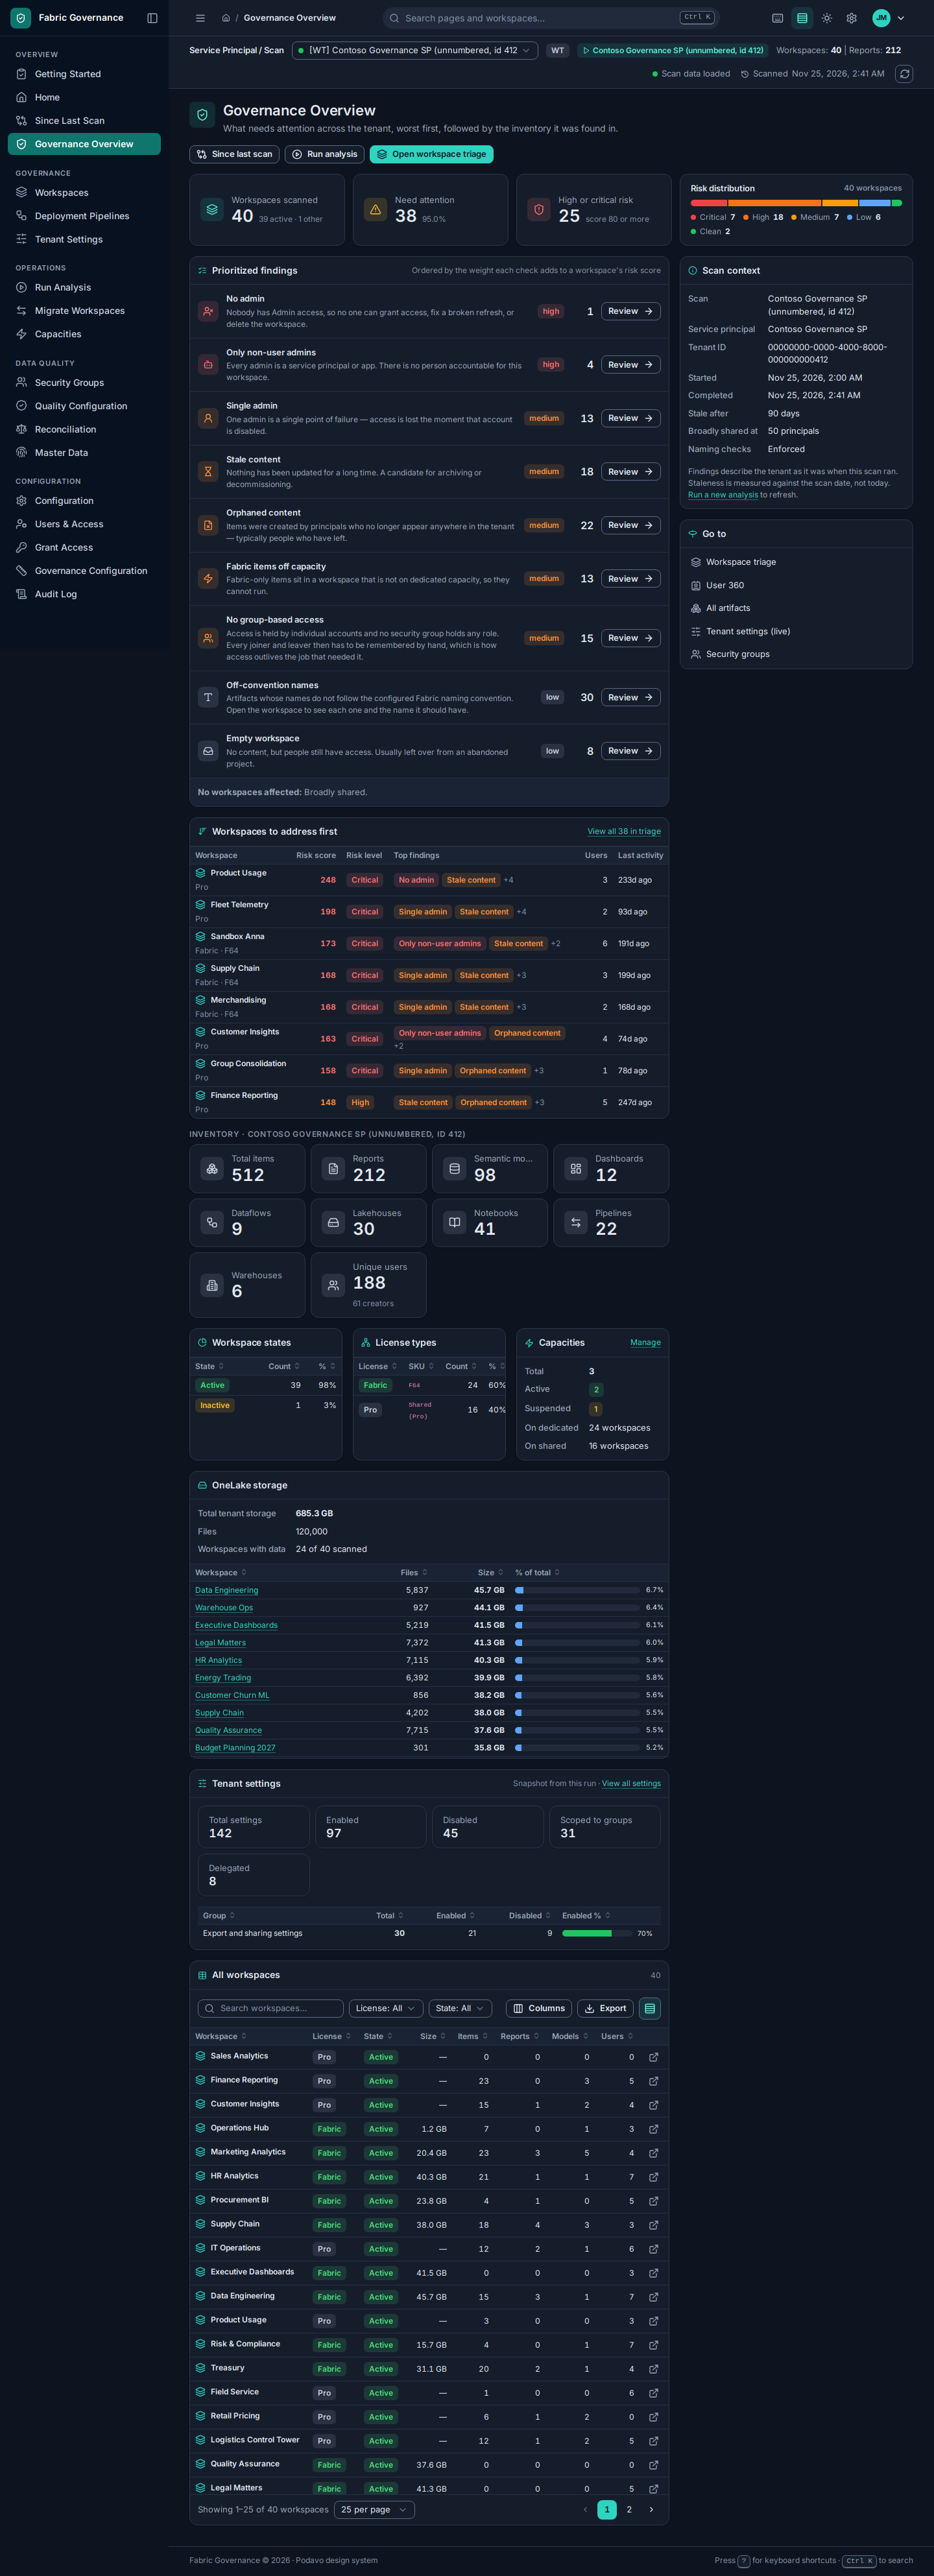 Fabric Governance
OVERVIEW
Getting Started
Home
Since Last Scan
Governance Overview
GOVERNANCE
Workspaces
Deployment Pipelines
Tenant Settings
OPERATIONS
Run Analysis
Migrate Workspaces
Capacities
DATA QUALITY
Security Groups
Quality Configuration
Reconciliation
Master Data
CONFIGURATION
Configuration
Users & Access
Grant Access
Governance Configuration
Audit Log
/ Governance Overview
Search pages and workspaces... Ctrl K
JM
Service Principal / Scan [WT] Contoso Governance SP (unnumbered, id 412 WT Contoso Governance SP (unnumbered, id 412) Workspaces: 40 | Reports: 212
Scan data loaded Scanned Nov 25, 2026, 2:41 AM
Governance Overview
What needs attention across the tenant, worst first, followed by the inventory it was found in.
Since last scan Run analysis Open workspace triage
Workspaces scanned
40 39 active · 1 other
Need attention
38 95.0%
High or critical risk
25 score 80 or more
Risk distribution 40 workspaces
Critical 7 High 18 Medium 7 Low 6
Clean 2
Prioritized findings Ordered by the weight each check adds to a workspace's risk score
No admin
Nobody has Admin access, so no one can grant access, fix a broken refresh, or
delete the workspace.
high 1 Review
Only non-user admins
Every admin is a service principal or app. There is no person accountable for this
workspace.
high 4 Review
Single admin
One admin is a single point of failure — access is lost the moment that account
is disabled.
medium 13 Review
Stale content
Nothing has been updated for a long time. A candidate for archiving or
decommissioning.
medium 18 Review
Orphaned content
Items were created by principals who no longer appear anywhere in the tenant
— typically people who have left.
medium 22 Review
Fabric items off capacity
Fabric-only items sit in a workspace that is not on dedicated capacity, so they
cannot run.
medium 13 Review
No group-based access
Access is held by individual accounts and no security group holds any role.
Every joiner and leaver then has to be remembered by hand, which is how
access outlives the job that needed it.
medium 15 Review
Off-convention names
Artifacts whose names do not follow the configured Fabric naming convention.
Open the workspace to see each one and the name it should have.
low 30 Review
Empty workspace
No content, but people still have access. Usually left over from an abandoned
project.
low 8 Review
No workspaces affected: Broadly shared.
Scan context
Scan Contoso Governance SP
(unnumbered, id 412)
Service principal Contoso Governance SP
Tenant ID 00000000-0000-4000-8000-
000000000412
Started Nov 25, 2026, 2:00 AM
Completed Nov 25, 2026, 2:41 AM
Stale after 90 days
Broadly shared at 50 principals
Naming checks Enforced
Findings describe the tenant as it was when this scan ran.
Staleness is measured against the scan date, not today.
Run a new analysis to refresh.
Go to
Workspace triage
User 360
All artifacts
Tenant settings (live)
Security groups
Workspaces to address first View all 38 in triage
Workspace Risk score Risk level Top findings Users Last activity
Product Usage
Pro
248 Critical No admin Stale content +4 3 233d ago
Fleet Telemetry
Pro
198 Critical Single admin Stale content +4 2 93d ago
Sandbox Anna
Fabric · F64
173 Critical Only non-user admins Stale content +2 6 191d ago
Supply Chain
Fabric · F64
168 Critical Single admin Stale content +3 3 199d ago
Merchandising
Fabric · F64
168 Critical Single admin Stale content +3 2 168d ago
Customer Insights
Pro
163 Critical Only non-user admins Orphaned content
+2
4 74d ago
Group Consolidation
Pro
158 Critical Single admin Orphaned content +3 1 78d ago
Finance Reporting
Pro
148 High Stale content Orphaned content +3 5 247d ago
INVENTORY · CONTOSO GOVERNANCE SP (UNNUMBERED, ID 412)
Total items
512
Reports
212
Semantic mo...
98
Dashboards
12
Dataflows
9
Lakehouses
30
Notebooks
41
Pipelines
22
Warehouses
6
Unique users
188
61 creators
Workspace states
State Count %
Active 39 98%
Inactive 1 3%
License types
License SKU Count %
Fabric F64 24 60%
Pro Shared (Pro) 16 40%
Capacities Manage
Total 3
Active 2
Suspended 1
On dedicated 24 workspaces
On shared 16 workspaces
OneLake storage
Total tenant storage 685.3 GB
Files 120,000
Workspaces with data 24 of 40 scanned
Workspace Files Size % of total
Data Engineering 5,837 45.7 GB 6.7%
Warehouse Ops 927 44.1 GB 6.4%
Executive Dashboards 5,219 41.5 GB 6.1%
Legal Matters 7,372 41.3 GB 6.0%
HR Analytics 7,115 40.3 GB 5.9%
Energy Trading 6,392 39.9 GB 5.8%
Customer Churn ML 856 38.2 GB 5.6%
Supply Chain 4,202 38.0 GB 5.5%
Quality Assurance 7,715 37.6 GB 5.5%
Budget Planning 2027 301 35.8 GB 5.2%
Tenant settings Snapshot from this run · View all settings
Total settings
142
Enabled
97
Disabled
45
Scoped to groups
31
Delegated
8
Group Total Enabled Disabled Enabled %
Export and sharing settings 30 21 9 70%
All workspaces 40
Search workspaces... License: All State: All Columns Export
Workspace License State Size Items Reports Models Users
Sales Analytics Pro Active — 0 0 0 0
Finance Reporting Pro Active — 23 0 3 5
Customer Insights Pro Active — 15 1 2 4
Operations Hub Fabric Active 1.2 GB 7 0 1 3
Marketing Analytics Fabric Active 20.4 GB 23 3 5 4
HR Analytics Fabric Active 40.3 GB 21 1 1 7
Procurement BI Fabric Active 23.8 GB 4 1 0 5
Supply Chain Fabric Active 38.0 GB 18 4 3 3
IT Operations Pro Active — 12 2 1 6
Executive Dashboards Fabric Active 41.5 GB 0 0 0 3
Data Engineering Fabric Active 45.7 GB 15 3 1 7
Product Usage Pro Active — 3 0 0 3
Risk & Compliance Fabric Active 15.7 GB 4 0 1 7
Treasury Fabric Active 31.1 GB 20 2 1 4
Field Service Pro Active — 1 0 0 6
Retail Pricing Pro Active — 6 1 2 0
Logistics Control Tower Pro Active — 12 1 2 5
Quality Assurance Fabric Active 37.6 GB 0 0 0 0
Legal Matters Fabric Active 41.3 GB 0 0 0 5
Showing 1–25 of 40 workspaces 25 per page 1 2
Fabric Governance © 2026 · Podavo design system
Press ? for keyboard shortcuts · Ctrl K to search